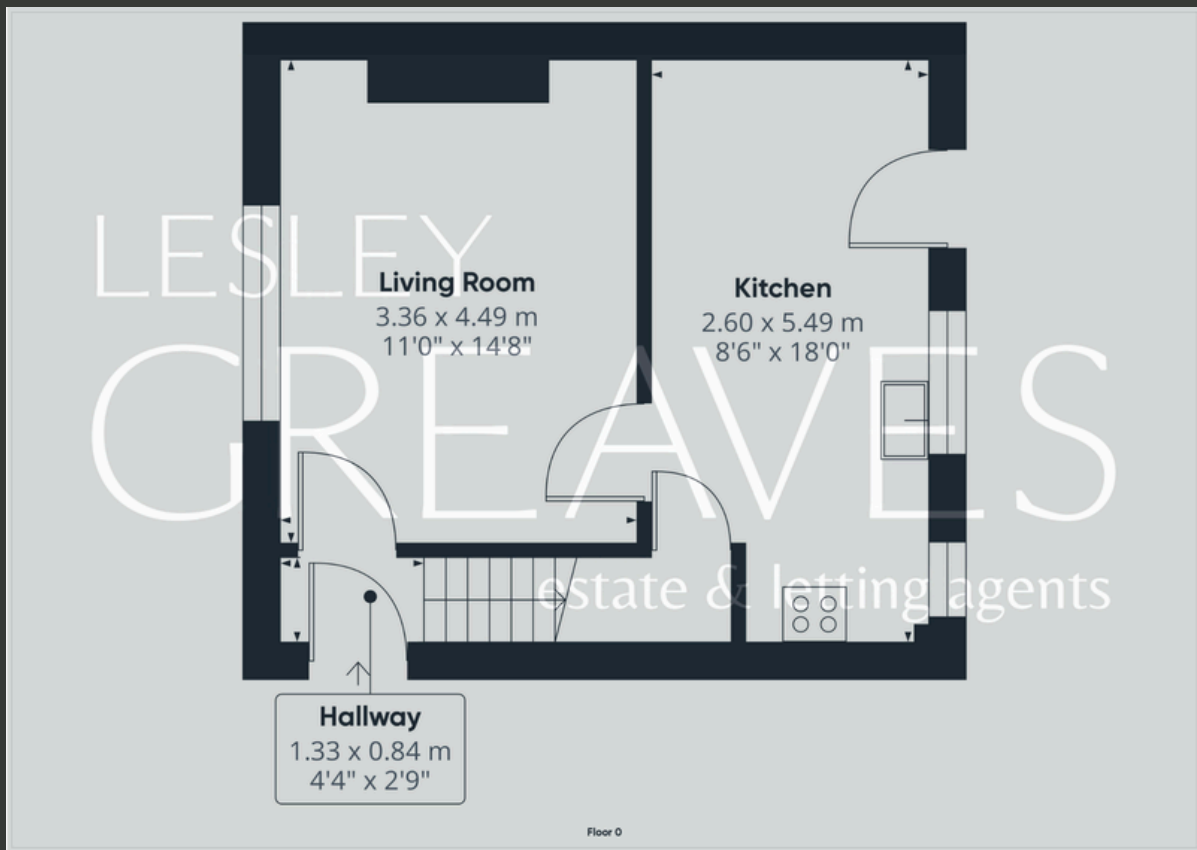 LESLEY
Living Room
3.36 x 4.49 m
11'0" x 14'8"
Kitchen
2.60 x 5.49 m
8'6" x 18'0"
GREAVES
estate & letting agents
Hallway
1.33 x 0.84 m
4'4" x 2'9"
Floor 0